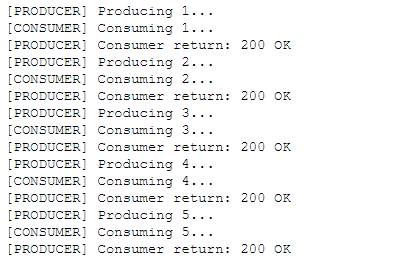 [PRODUCER] Producing 1...
[CONSUMER] Consuming 1...
[PRODUCER] Consumer return: 200 OK
[PRODUCER] Producing 2...
[CONSUMER] Consuming 2...
[PRODUCER] Consumer return: 200 OK
[PRODUCER] Producing 3...
[CONSUMER] Consuming 3...
[PRODUCER] Consumer return: 200 OK
[PRODUCER] Producing 4...
[CONSUMER] Consuming 4...
[PRODUCER] Consumer return: 200 OK
[PRODUCER] Producing 5...
[CONSUMER] Consuming 5...
[PRODUCER] Consumer return: 200 OK